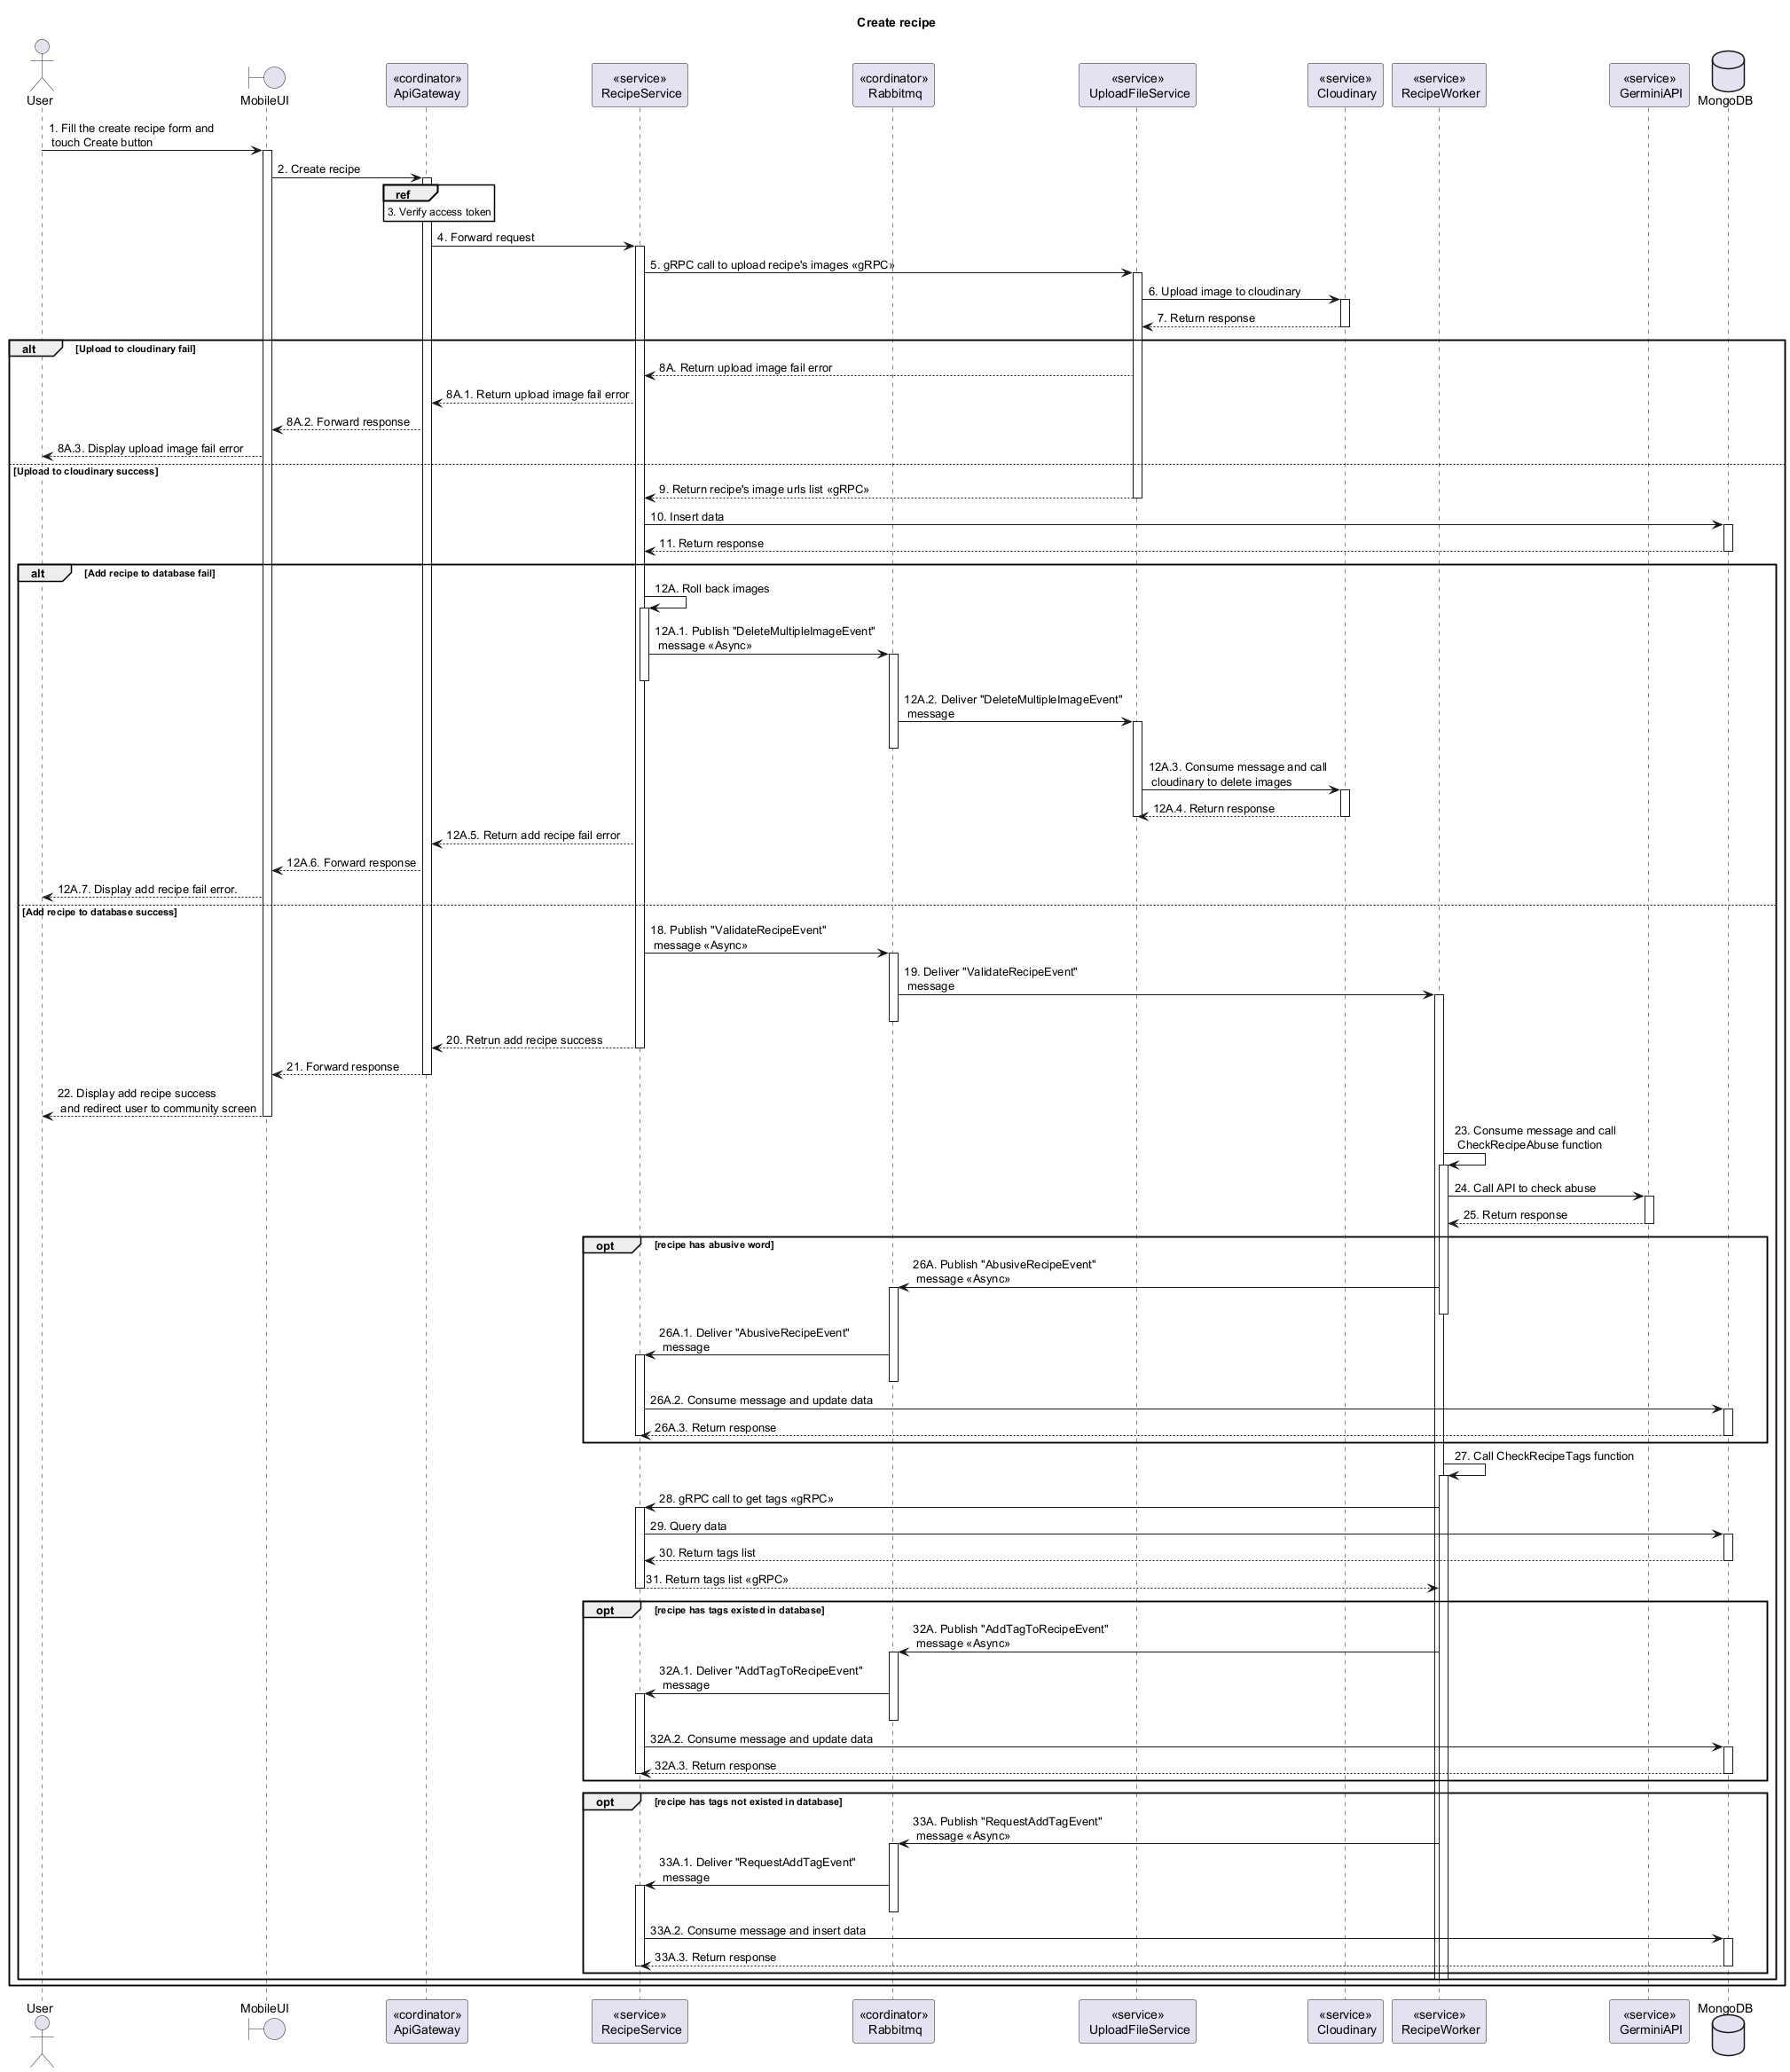 Create recipe
User
MobileUI
«cordinator»
ApiGateway
«service»
RecipeService
«cordinator»
Rabbitmq
«service»
UploadFileService
«service»
Cloudinary
«service»
RecipeWorker
«service»
GerminiAPI
MongoDB
1. Fill the create recipe form and
touch Create button
2. Create recipe
ref
3. Verify access token
4. Forward request
5. gRPC call to upload recipe's images «gRPC»
6. Upload image to cloudinary
7. Return response
alt [Upload to cloudinary fail]
8A. Return upload image fail error
8A.1. Return upload image fail error
8A.2. Forward response
8A.3. Display upload image fail error
[Upload to cloudinary success]
9. Return recipe's image urls list «gRPC»
10. Insert data
11. Return response
alt [Add recipe to database fail]
12A. Roll back images
12A.1. Publish "DeleteMultipleImageEvent"
message «Async»
12A.2. Deliver "DeleteMultipleImageEvent"
message
12A.3. Consume message and call
cloudinary to delete images
12A.4. Return response
12A.5. Return add recipe fail error
12A.6. Forward response
12A.7. Display add recipe fail error.
[Add recipe to database success]
18. Publish "ValidateRecipeEvent"
message «Async»
19. Deliver "ValidateRecipeEvent"
message
20. Retrun add recipe success
21. Forward response
22. Display add recipe success
and redirect user to community screen
23. Consume message and call
CheckRecipeAbuse function
24. Call API to check abuse
25. Return response
opt [recipe has abusive word]
26A. Publish "AbusiveRecipeEvent"
message «Async»
26A.1. Deliver "AbusiveRecipeEvent"
message
26A.2. Consume message and update data
26A.3. Return response
27. Call CheckRecipeTags function
28. gRPC call to get tags «gRPC»
29. Query data
30. Return tags list
31. Return tags list «gRPC»
opt [recipe has tags existed in database]
32A. Publish "AddTagToRecipeEvent"
message «Async»
32A.1. Deliver "AddTagToRecipeEvent"
message
32A.2. Consume message and update data
32A.3. Return response
opt [recipe has tags not existed in database]
33A. Publish "RequestAddTagEvent"
message «Async»
33A.1. Deliver "RequestAddTagEvent"
message
33A.2. Consume message and insert data
33A.3. Return response
User
MobileUI
«cordinator»
ApiGateway
«service»
RecipeService
«cordinator»
Rabbitmq
«service»
UploadFileService
«service»
Cloudinary
«service»
RecipeWorker
«service»
GerminiAPI
MongoDB